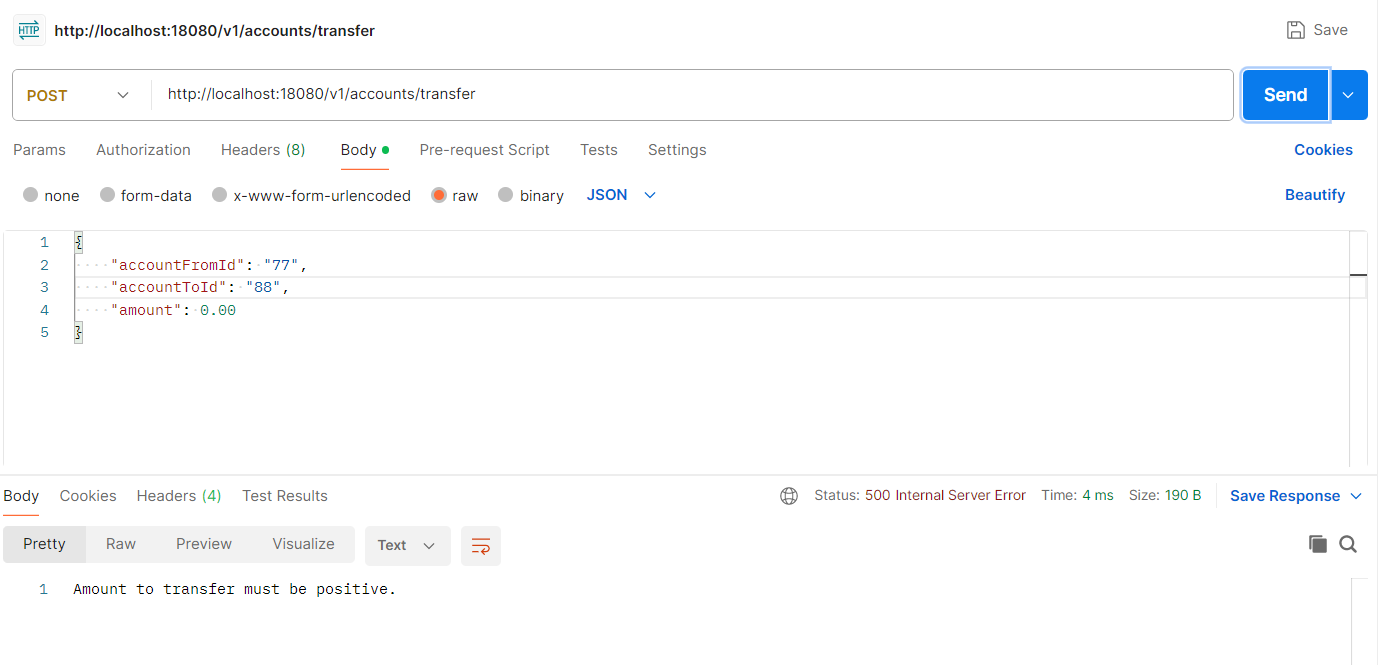 HTTP http://localhost:18080/v1/accounts/transfer Save
POST http://localhost:18080/v1/accounts/transfer Send
Params Authorization Headers (8) Body Pre-request Script Tests Settings Cookies
none form-data x-www-form-urlencoded raw binary JSON Beautify
1 {
2 "accountFromId": "77",
3 "accountToId": "88",
4 "amount": 0.00
5 }
Body Cookies Headers (4) Test Results Status: 500 Internal Server Error Time: 4 ms Size: 190 B Save Response
Pretty Raw Preview Visualize Text
1 Amount to transfer must be positive.